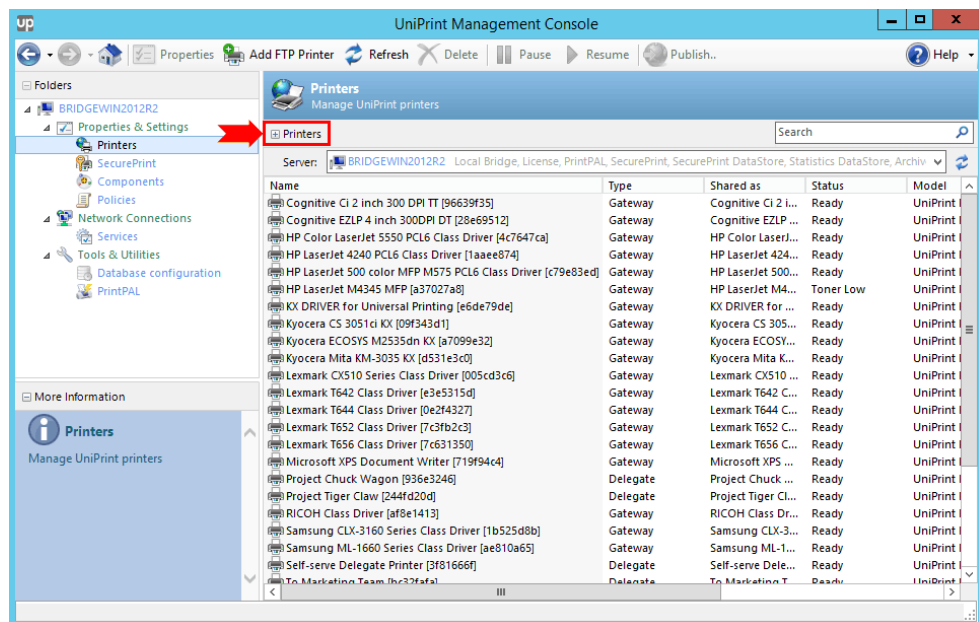 up UniPrint Management Console
Properties Add FTP Printer Refresh Delete Pause Resume Publish.. Help
Folders
BRIDGEWIN2012R2
Properties & Settings
Printers
SecurePrint
Components
Policies
Network Connections
Services
Tools & Utilities
Database configuration
PrintPAL
More Information
Printers
Manage UniPrint printers
Printers
Manage UniPrint printers
Printers Search
Server: BRIDGEWIN2012R2 Local Bridge, License, PrintPAL, SecurePrint, SecurePrint DataStore, Statistics DataStore, Archiv
Name Type Shared as Status Model
Cognitive Ci 2 inch 300 DPI TT [96639f35] Gateway Cognitive Ci 2 i... Ready UniPrint
Cognitive EZLP 4 inch 300DPI DT [28e69512] Gateway Cognitive EZLP ... Ready UniPrint
HP Color LaserJet 5550 PCL6 Class Driver [4c7647ca] Gateway HP Color LaserJ... Ready UniPrint
HP LaserJet 4240 PCL6 Class Driver [1aaee874] Gateway HP LaserJet 424... Ready UniPrint
HP LaserJet 500 color MFP M575 PCL6 Class Driver [c79e83ed] Gateway HP LaserJet 500... Ready UniPrint
HP LaserJet M4345 MFP [a37027a8] Gateway HP LaserJet M4... Toner Low UniPrint
KX DRIVER for Universal Printing [e6de79de] Gateway KX DRIVER for ... Ready UniPrint
Kyocera CS 3051ci KX [09f343d1] Gateway Kyocera CS 305... Ready UniPrint
Kyocera ECOSYS M2535dn KX [a7099e32] Gateway Kyocera ECOSY... Ready UniPrint
Kyocera Mita KM-3035 KX [d531e3c0] Gateway Kyocera Mita K... Ready UniPrint
Lexmark CX510 Series Class Driver [005cd3c6] Gateway Lexmark CX510 ... Ready UniPrint
Lexmark T642 Class Driver [e3e5315d] Gateway Lexmark T642 C... Ready UniPrint
Lexmark T644 Class Driver [0e2f4327] Gateway Lexmark T644 C... Ready UniPrint
Lexmark T652 Class Driver [7c3fb2c3] Gateway Lexmark T652 C... Ready UniPrint
Lexmark T656 Class Driver [7c631350] Gateway Lexmark T656 C... Ready UniPrint
Microsoft XPS Document Writer [719f94c4] Gateway Microsoft XPS ... Ready UniPrint
Project Chuck Wagon [936e3246] Delegate Project Chuck ... Ready UniPrint
Project Tiger Claw [244fd20d] Delegate Project Tiger Cl... Ready UniPrint
RICOH Class Driver [af8e1413] Gateway RICOH Class Dr... Ready UniPrint
Samsung CLX-3160 Series Class Driver [1b525d8b] Gateway Samsung CLX-3... Ready UniPrint
Samsung ML-1660 Series Class Driver [ae810a65] Gateway Samsung ML-1... Ready UniPrint
Self-serve Delegate Printer [3f81666f] Delegate Self-serve Dele... Ready UniPrint
To Marketing Team [bc32fafa] Delegate To Marketing T... Ready UniPrint